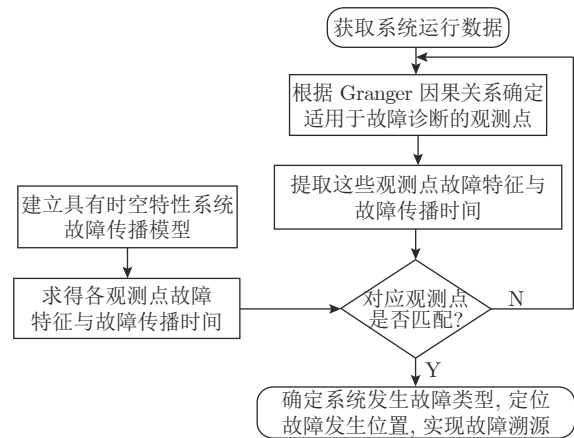 获取系统运行数据
根据 Granger 因果关系确定
适用于故障诊断的观测点
提取这些观测点故障特征与
故障传播时间
建立具有时空特性系统
故障传播模型
求得各观测点故障
特征与故障传播时间
对应观测点
是否匹配?
N
Y
确定系统发生故障类型, 定位
故障发生位置, 实现故障溯源